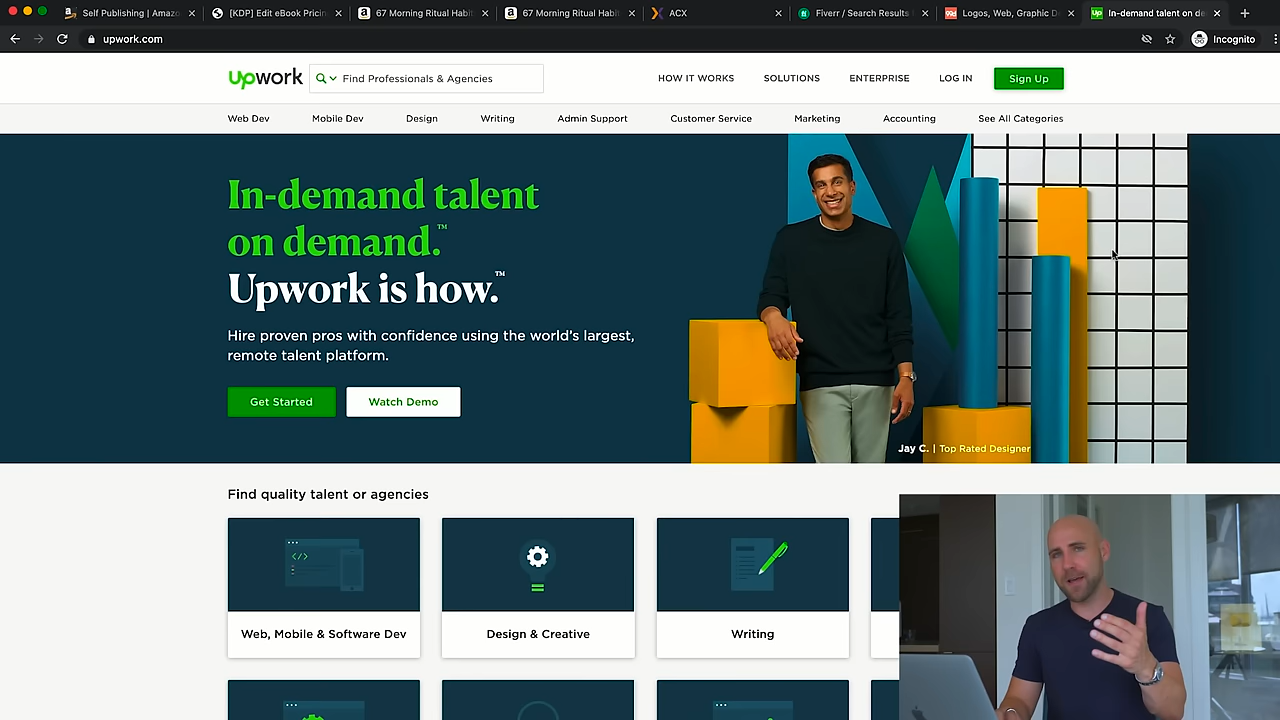 Self Publishing | Amazo
[KDP] Edit eBook Pricin
67 Morning Ritual Habit
67 Morning Ritual Habit
ACX
Fiverr / Search Results
Logos, Web, Graphic D
In-demand talent on de
upwork.com
Incognito
upwork
Find Professionals & Agencies
HOW IT WORKS
SOLUTIONS
ENTERPRISE
LOG IN
Sign Up
Web Dev
Mobile Dev
Design
Writing
Admin Support
Customer Service
Marketing
Accounting
See All Categories
In-demand talent
on demand.™
Upwork is how.™
Hire proven pros with confidence using the world's largest,
remote talent platform.
Get Started
Watch Demo
Jay C. | Top Rated Designer
Find quality talent or agencies
Web, Mobile & Software Dev
Design & Creative
Writing